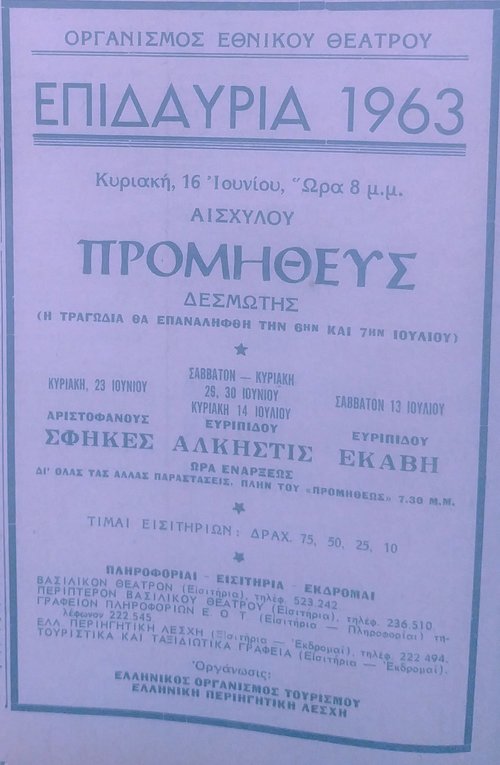 ΟΡΓΑΝΙΣΜΟΣ ΕΘΝΙΚΟΥ ΘΕΑΤΡΟΥ
ΕΠΙΔΑΥΡΙΑ 1963
Κυριακή, 16 Ἰουνίου, Ὥρα 8 μ.μ.
ΑΙΣΧΥΛΟΥ
ΠΡΟΜΗΘΕΥΣ
ΔΕΣΜΩΤΗΣ
(Η ΤΡΑΓΩΔΙΑ ΘΑ ΕΠΑΝΑΛΗΦΘΗ ΤΗΝ 6ΗΝ ΚΑΙ 7ΗΝ ΙΟΥΛΙΟΥ)
ΚΥΡΙΑΚΗ, 23 ΙΟΥΝΙΟΥ
ΑΡΙΣΤΟΦΑΝΟΥΣ
ΣΦΗΚΕΣ
ΣΑΒΒΑΤΟΝ — ΚΥΡΙΑΚΗ
29, 30 ΙΟΥΝΙΟΥ
ΚΥΡΙΑΚΗ 14 ΙΟΥΛΙΟΥ
ΕΥΡΙΠΙΔΟΥ
ΑΛΚΗΣΤΙΣ
ΣΑΒΒΑΤΟΝ 13 ΙΟΥΛΙΟΥ
ΕΥΡΙΠΙΔΟΥ
ΕΚΑΒΗ
ΩΡΑ ΕΝΑΡΞΕΩΣ
ΔΙ' ΟΛΑΣ ΤΑΣ ΑΛΛΑΣ ΠΑΡΑΣΤΑΣΕΙΣ, ΠΛΗΝ ΤΟΥ «ΠΡΟΜΗΘΕΩΣ» 7.30 Μ.Μ.
ΤΙΜΑΙ ΕΙΣΙΤΗΡΙΩΝ: ΔΡΑΧ. 75, 50, 25, 10
ΠΛΗΡΟΦΟΡΙΑΙ - ΕΙΣΙΤΗΡΙΑ - ΕΚΔΡΟΜΑΙ
ΒΑΣΙΛΙΚΟΝ ΘΕΑΤΡΟΝ (Εἰσιτήρια), τηλέφ. 523.242
ΠΕΡΙΠΤΕΡΟΝ ΒΑΣΙΛΙΚΟΥ ΘΕΑΤΡΟΥ (Εἰσιτήρια), τηλέφ. 236.510.
ΓΡΑΦΕΙΟΝ ΠΛΗΡΟΦΟΡΙΩΝ Ε. Ο Τ (Εἰσιτήρια — Πληροφορίαι) τη-
λέφωνον 222.545
ΕΛΛ. ΠΕΡΙΗΓΗΤΙΚΗ ΛΕΣΧΗ (Εἰσιτήρια — Ἐκδρομαί), τηλέφ. 222 494.
ΤΟΥΡΙΣΤΙΚΑ ΚΑΙ ΤΑΞΙΔΙΩΤΙΚΑ ΓΡΑΦΕΙΑ (Εἰσιτήρια — Ἐκδρομαί).
Ὀργάνωσις:
ΕΛΛΗΝΙΚΟΣ ΟΡΓΑΝΙΣΜΟΣ ΤΟΥΡΙΣΜΟΥ
ΕΛΛΗΝΙΚΗ ΠΕΡΙΗΓΗΤΙΚΗ ΛΕΣΧΗ